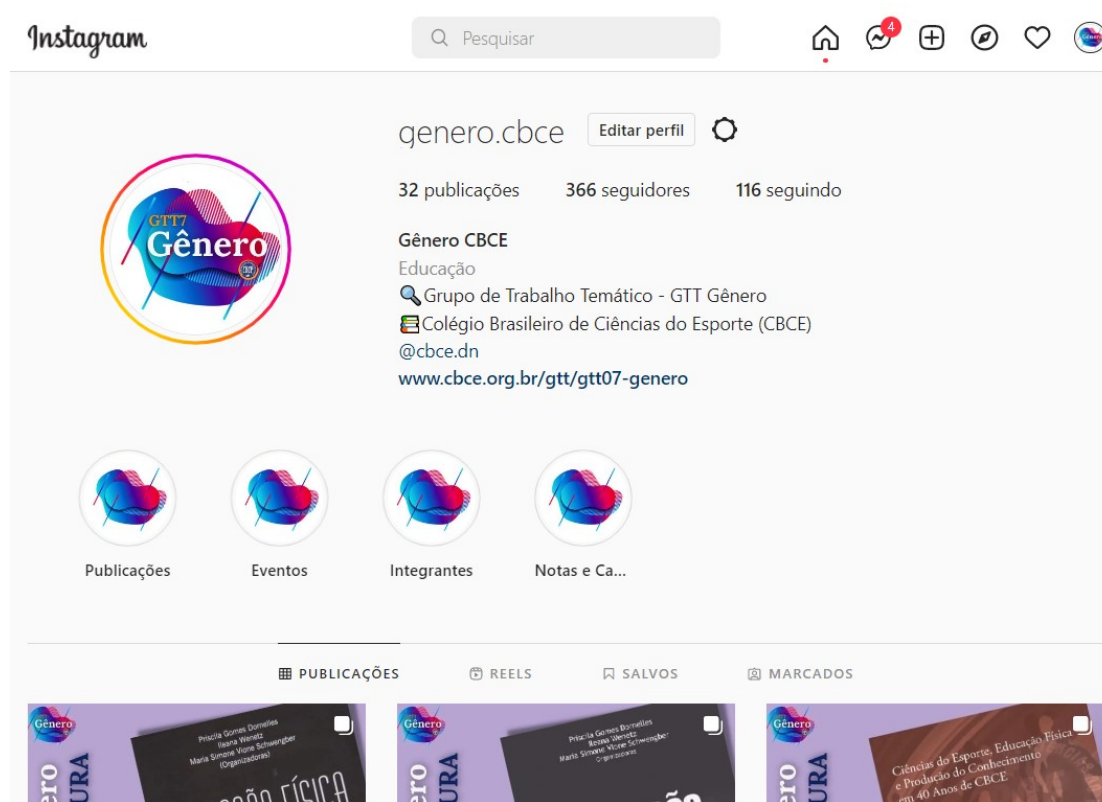 Instagram
Pesquisar
4
genero.cbce
Editar perfil
32 publicações 366 seguidores 116 seguindo
GTT7
Gênero
Gênero CBCE
Educação
Grupo de Trabalho Temático - GTT Gênero
Colégio Brasileiro de Ciências do Esporte (CBCE)
@cbce.dn
www.cbce.org.br/gtt/gtt07-genero
Publicações
Eventos
Integrantes
Notas e Ca...
PUBLICAÇÕES
REELS
SALVOS
MARCADOS
Gênero
Priscila Gomes Dornelles
Ileana Wenetz
Maria Simone Vione Schwengber
(Organizadoras)
Gênero
Priscila Gomes Dornelles
Ileana Wenetz
Maria Simone Vione Schwengber
Gênero
Ciências do Esporte, Educação Física
e Produção do Conhecimento
em 40 Anos de CBCE